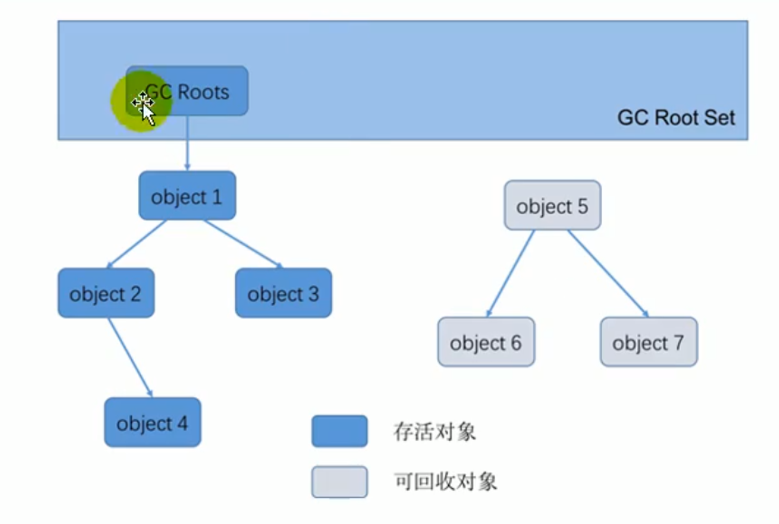 GC Roots
GC Root Set
object 1
object 5
object 2
object 3
object 6
object 7
object 4
存活对象
可回收对象